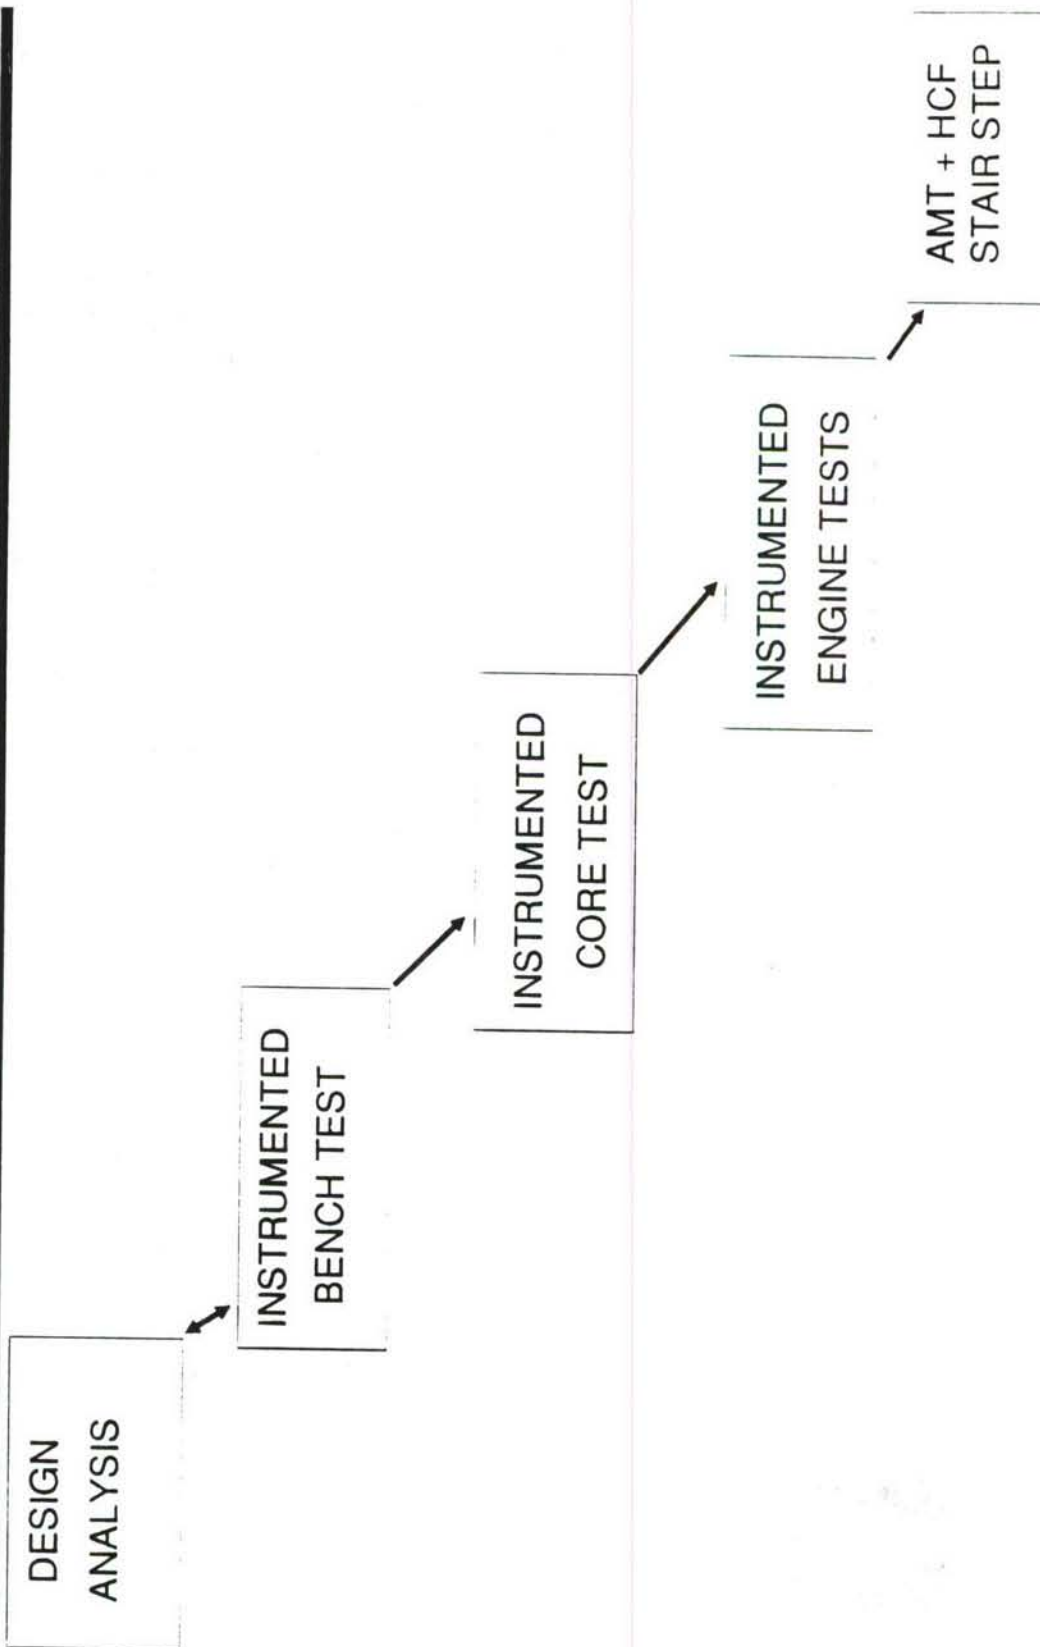 DESIGN
ANALYSIS
INSTRUMENTED
BENCH TEST
INSTRUMENTED
CORE TEST
INSTRUMENTED
ENGINE TESTS
AMT + HCF
STAIR STEP